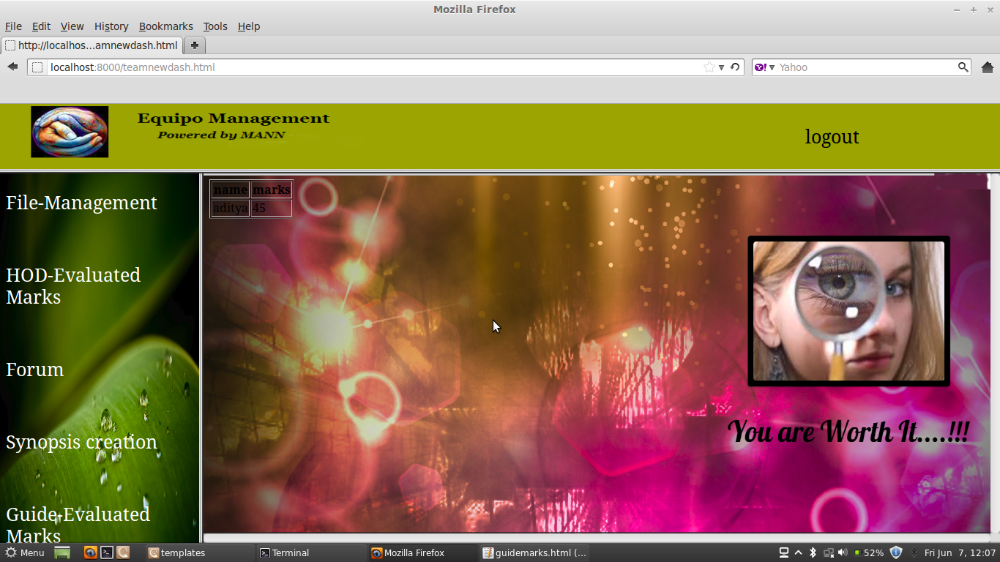 Mozilla Firefox
File Edit View History Bookmarks Tools Help
http://localhos...amnewdash.html
localhost:8000/teamnewdash.html
Y! Yahoo
Equipo Management
Powered by MANN
logout
File-Management
HOD-Evaluated
Marks
Forum
Synopsis creation
Guide-Evaluated
Marks
name marks
aditya 45
You are Worth It....!!!
Menu templates Terminal Mozilla Firefox guidemarks.html (... 52% Fri Jun 7, 12:07